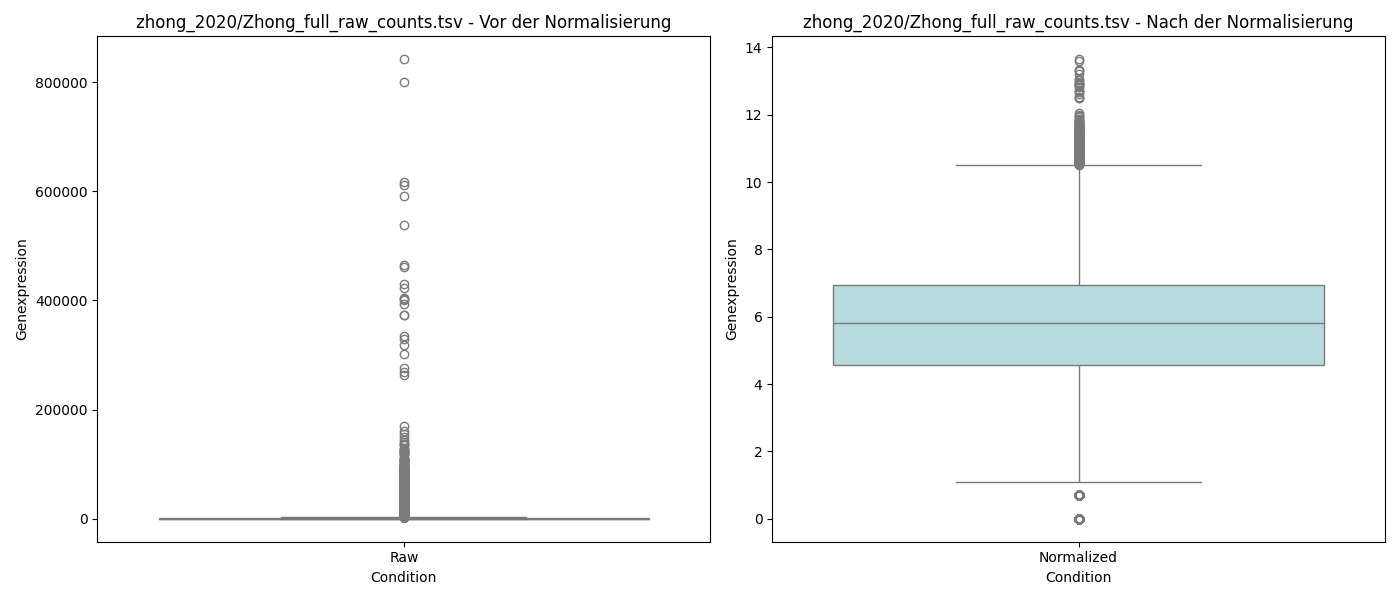 zhong_2020/Zhong_full_raw_counts.tsv - Vor der Normalisierung
800000
600000
400000
200000
0
Genexpression
Raw
Condition
zhong_2020/Zhong_full_raw_counts.tsv - Nach der Normalisierung
14
12
10
8
6
4
2
0
Genexpression
Normalized
Condition